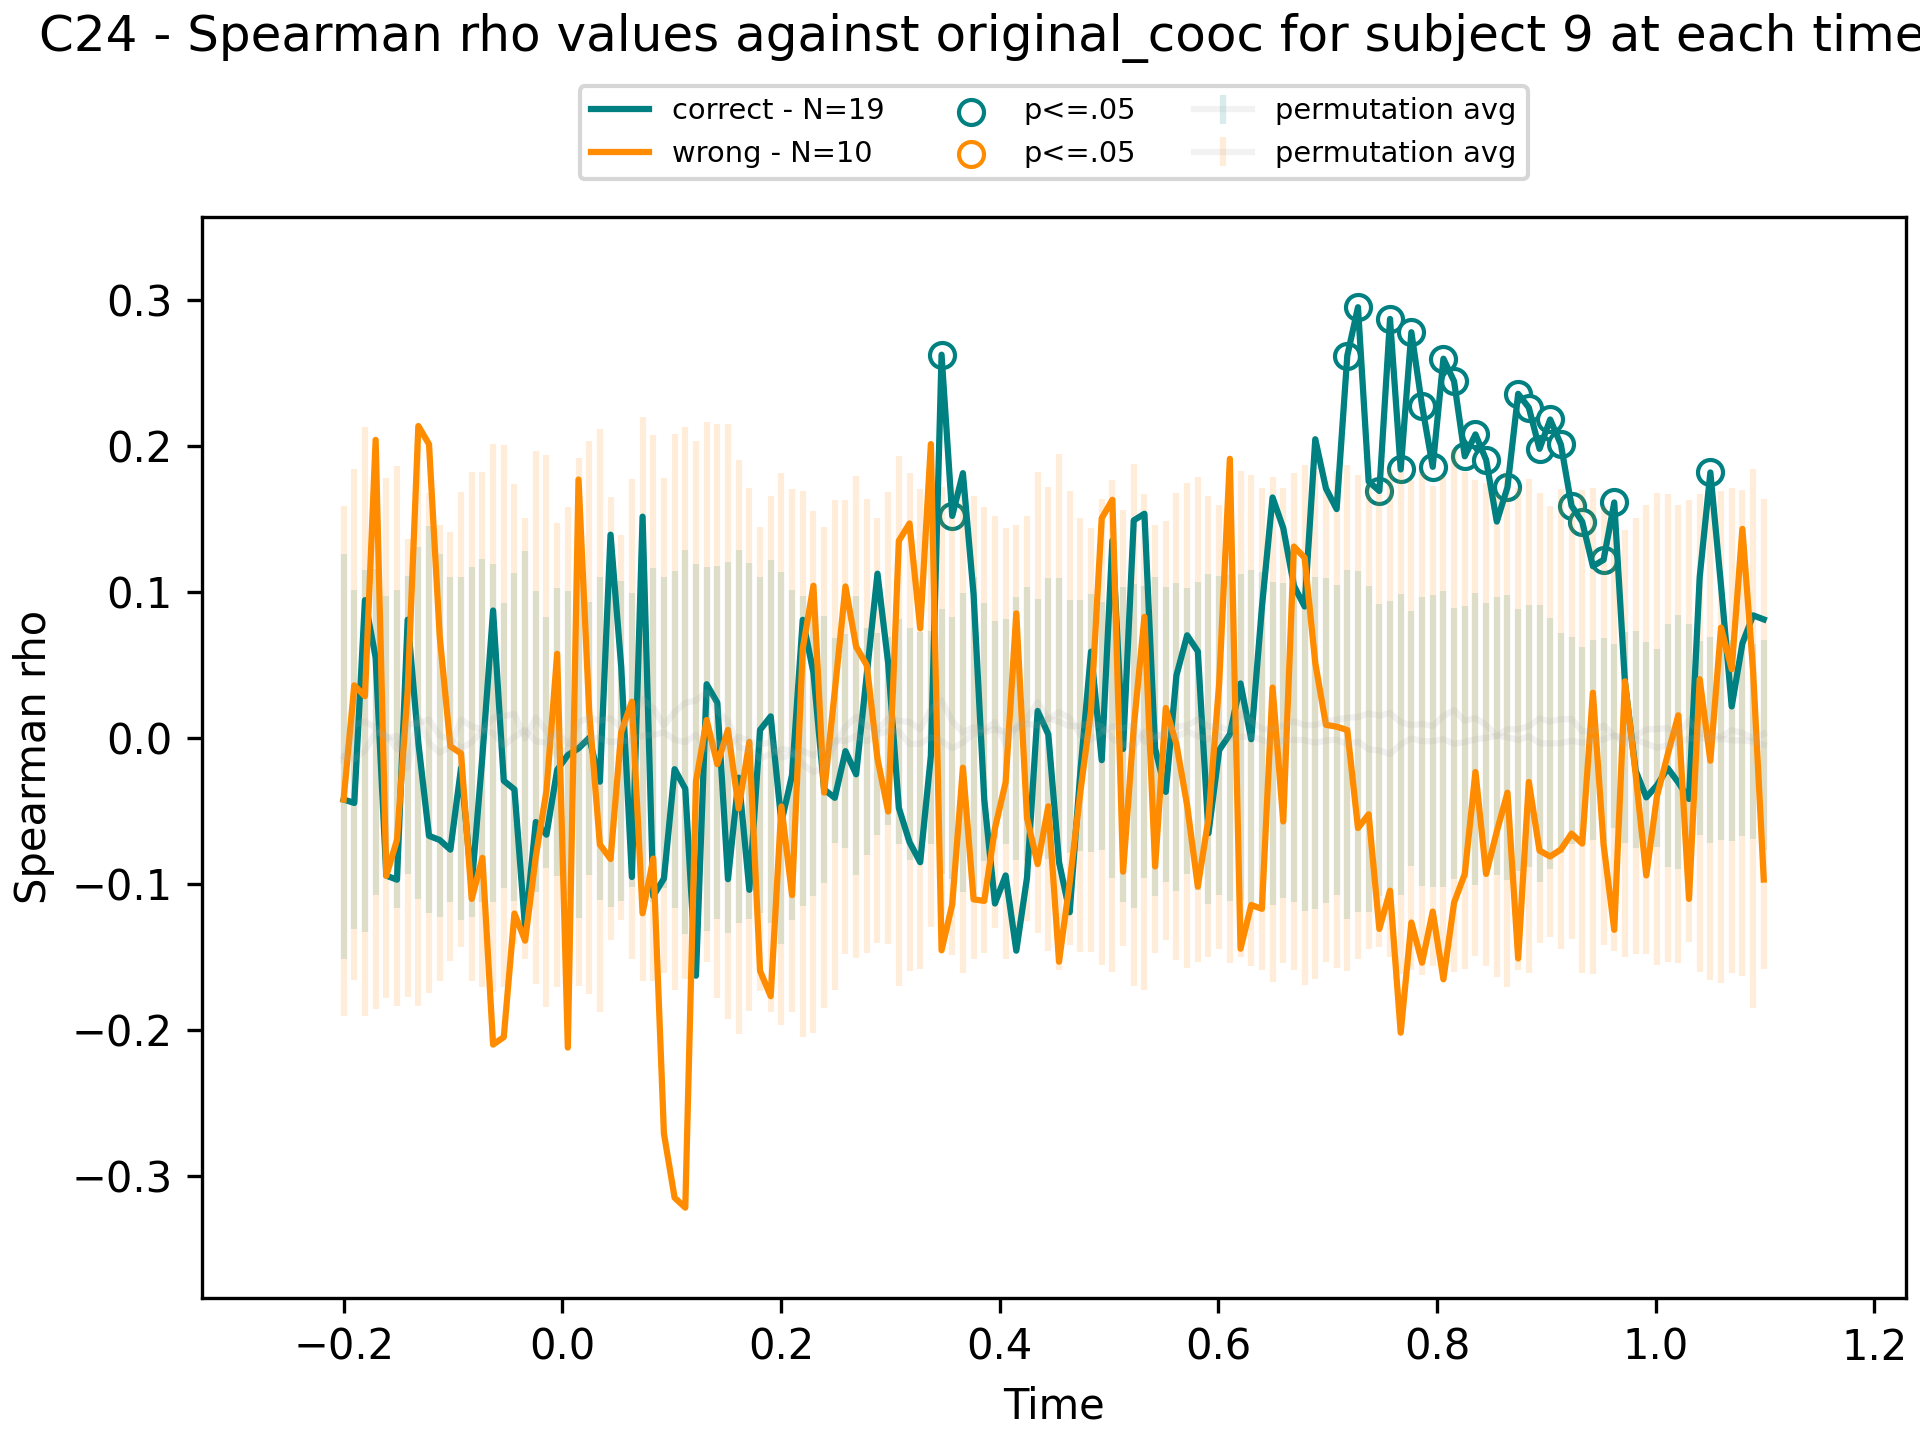 C24 - Spearman rho values against original_cooc for subject 9 at each time
correct - N=19 p<=.05 permutation avg
wrong - N=10 p<=.05 permutation avg
0.3
0.2
0.1
0.0
−0.1
−0.2
−0.3
Spearman rho
−0.2 0.0 0.2 0.4 0.6 0.8 1.0 1.2
Time